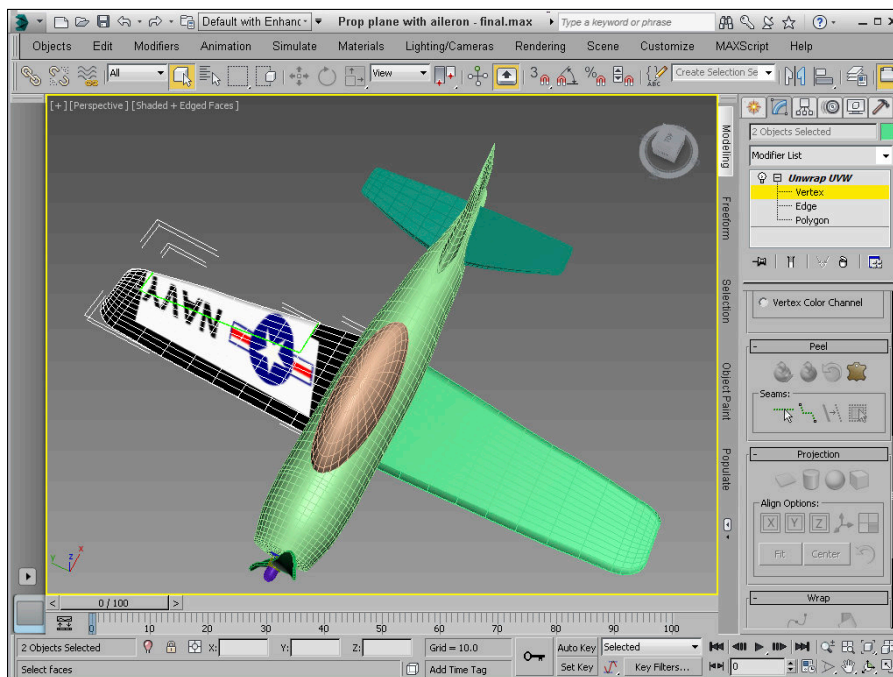 Default with Enhanc Prop plane with aileron - final.max Type a keyword or phrase
Objects Edit Modifiers Animation Simulate Materials Lighting/Cameras Rendering Scene Customize MAXScript Help
All View 3 % ABC Create Selection Se
[+] [Perspective] [Shaded + Edged Faces]
NAVY
Modeling
Freeform
Selection
Object Paint
Populate
2 Objects Selected
Modifier List
Unwrap UVW
Vertex
Edge
Polygon
Vertex Color Channel
- Peel
Seams:
- Projection
Align Options:
X Y Z
Fit Center
- Wrap
z x y
< 0 / 100 >
0 10 20 30 40 50 60 70 80 90 100
2 Objects Selected X: Y: Z: Grid = 10.0 Auto Key Selected
Select faces Add Time Tag Set Key Key Filters... 0